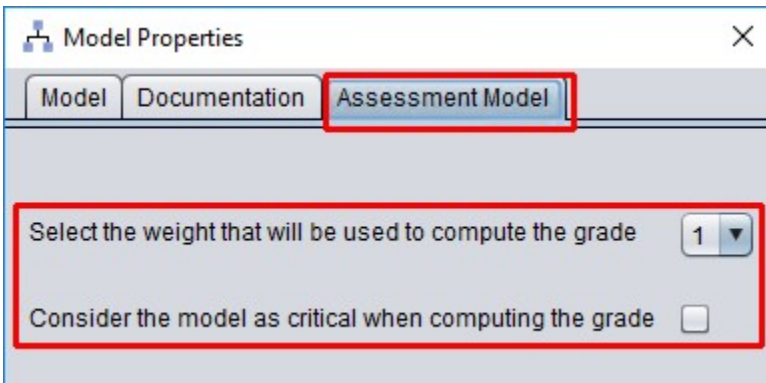 Model Properties
Model Documentation Assessment Model
Select the weight that will be used to compute the grade 1
Consider the model as critical when computing the grade